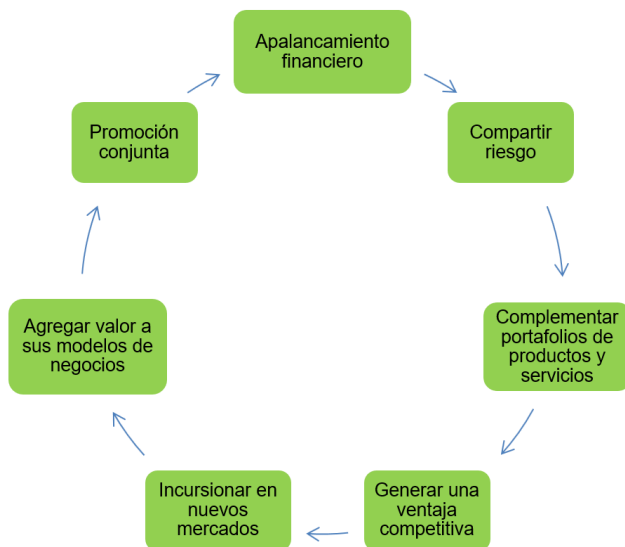 Apalancamiento
financiero
Compartir
riesgo
Complementar
portafolios de
productos y
servicios
Generar una
ventaja
competitiva
Incursionar en
nuevos
mercados
Agregar valor a
sus modelos de
negocios
Promoción
conjunta